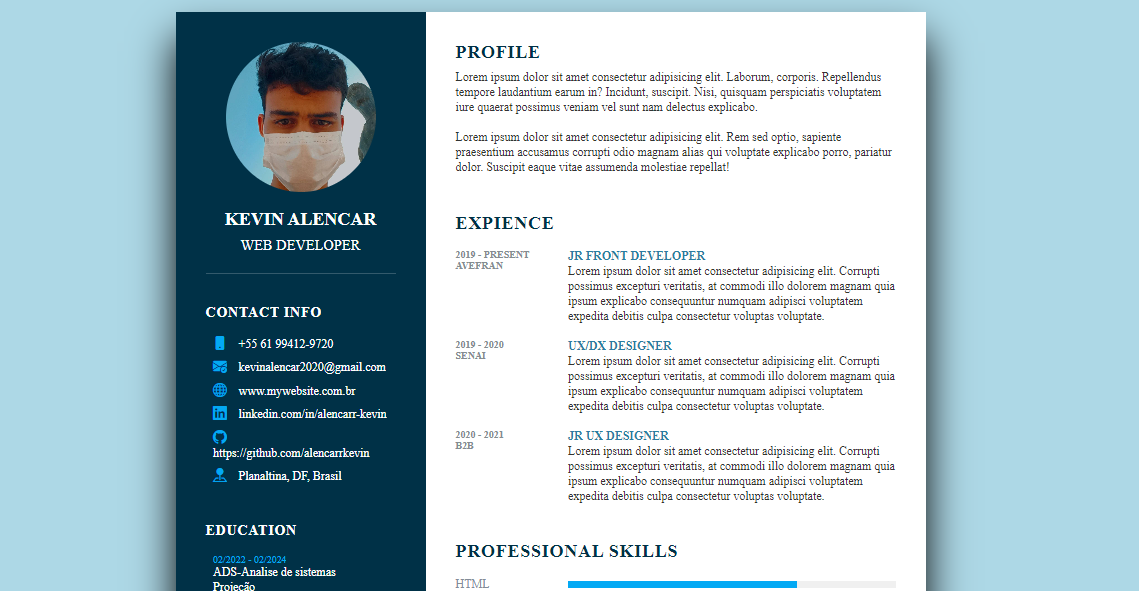 KEVIN ALENCAR
WEB DEVELOPER
CONTACT INFO
+55 61 99412-9720
kevinalencar2020@gmail.com
www.mywebsite.com.br
linkedin.com/in/alencarr-kevin
https://github.com/alencarrkevin
Planaltina, DF, Brasil
EDUCATION
02/2022 - 02/2024
ADS-Analise de sistemas
Projeção
PROFILE
Lorem ipsum dolor sit amet consectetur adipisicing elit. Laborum, corporis. Repellendus
tempore laudantium earum in? Incidunt, suscipit. Nisi, quisquam perspiciatis voluptatem
iure quaerat possimus veniam vel sunt nam delectus explicabo.
Lorem ipsum dolor sit amet consectetur adipisicing elit. Rem sed optio, sapiente
praesentium accusamus corrupti odio magnam alias qui voluptate explicabo porro, pariatur
dolor. Suscipit eaque vitae assumenda molestiae repellat!
EXPIENCE
2019 - PRESENT
AVEFRAN
JR FRONT DEVELOPER
Lorem ipsum dolor sit amet consectetur adipisicing elit. Corrupti
possimus excepturi veritatis, at commodi illo dolorem magnam quia
ipsum explicabo consequuntur numquam adipisci voluptatem
expedita debitis culpa consectetur voluptas voluptate.
2019 - 2020
SENAI
UX/DX DESIGNER
Lorem ipsum dolor sit amet consectetur adipisicing elit. Corrupti
possimus excepturi veritatis, at commodi illo dolorem magnam quia
ipsum explicabo consequuntur numquam adipisci voluptatem
expedita debitis culpa consectetur voluptas voluptate.
2020 - 2021
B2B
JR UX DESIGNER
Lorem ipsum dolor sit amet consectetur adipisicing elit. Corrupti
possimus excepturi veritatis, at commodi illo dolorem magnam quia
ipsum explicabo consequuntur numquam adipisci voluptatem
expedita debitis culpa consectetur voluptas voluptate.
PROFESSIONAL SKILLS
HTML